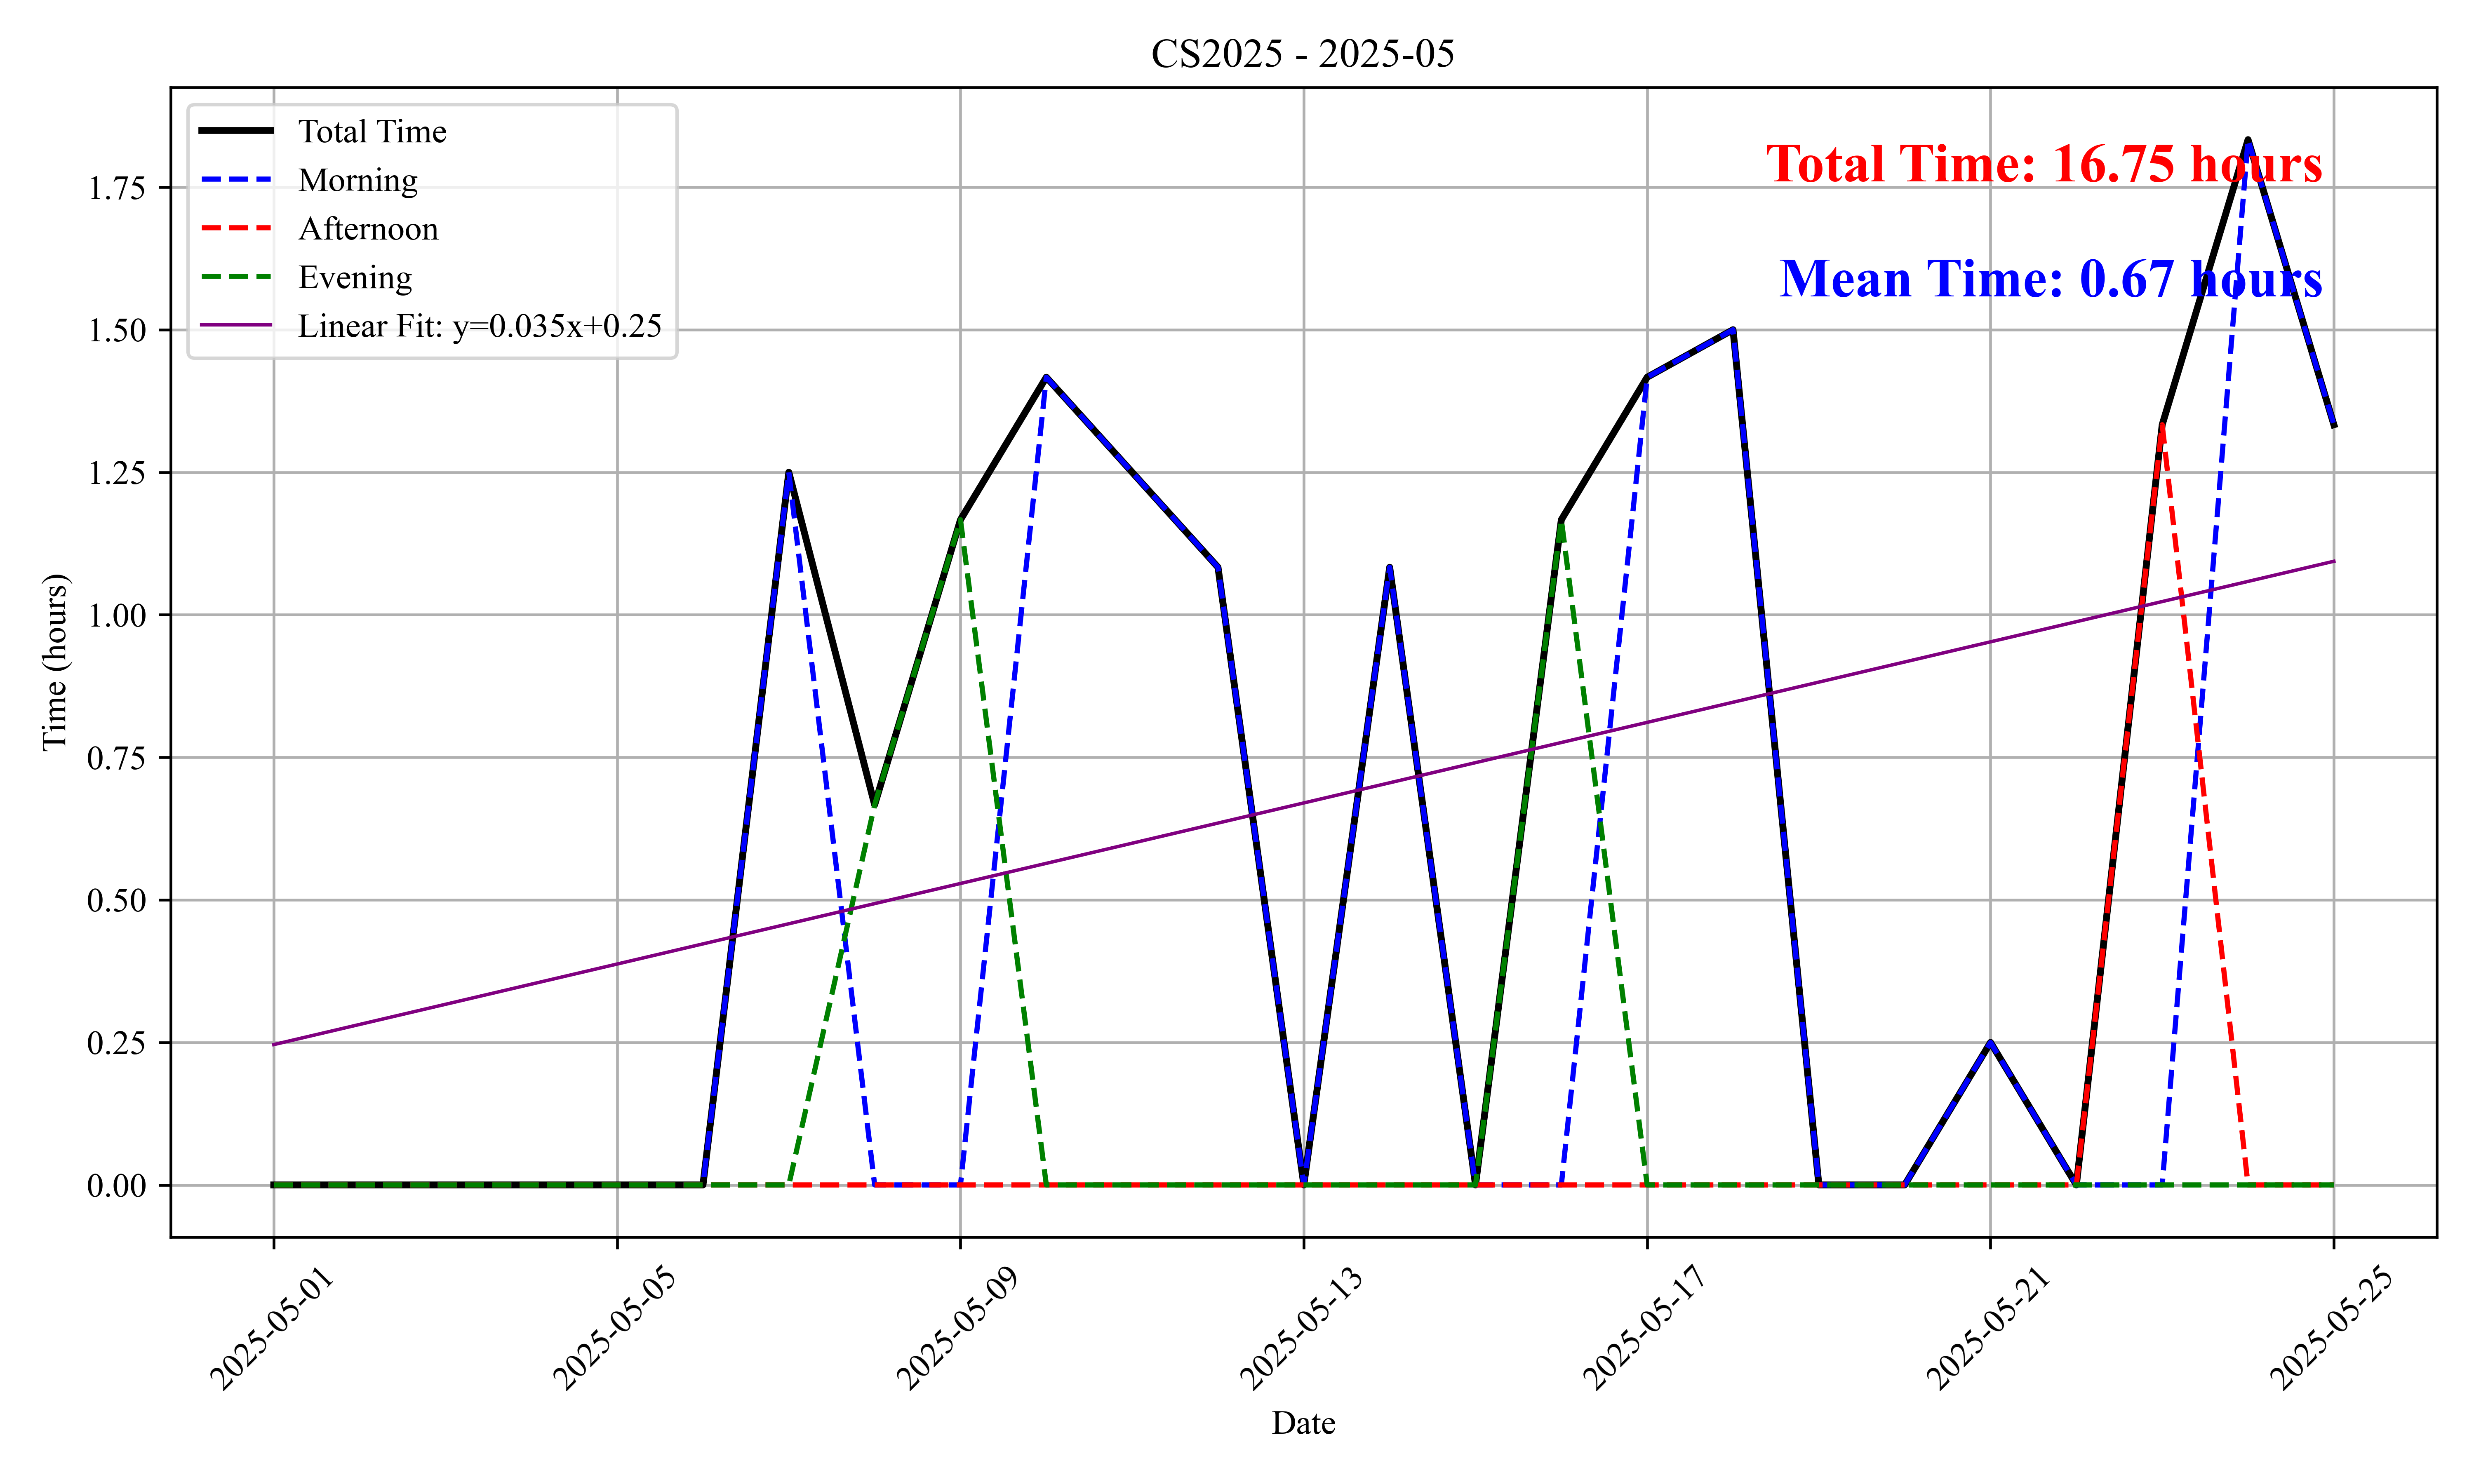 CS2025 - 2025-05
Total Time
Morning
Afternoon
Evening
Linear Fit: y=0.035x+0.25
Total Time: 16.75 hours
Mean Time: 0.67 hours
Time (hours)
1.75
1.50
1.25
1.00
0.75
0.50
0.25
0.00
2025-05-01
2025-05-05
2025-05-09
2025-05-13
2025-05-17
2025-05-21
2025-05-25
Date